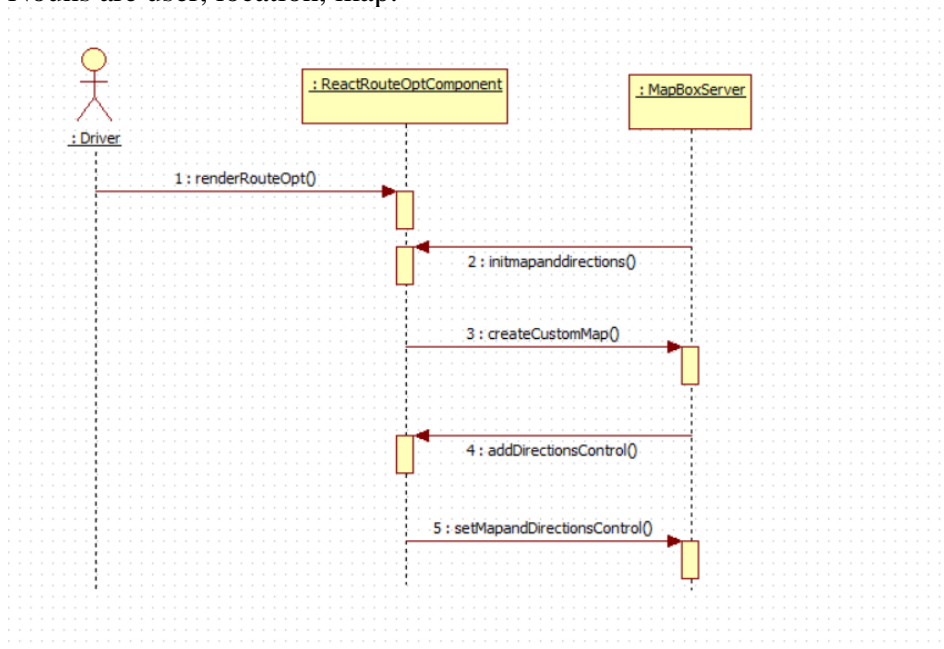 Nouns are user, location, map.
: ReactRouteOptComponent
: MapBoxServer
: Driver
1 : renderRouteOpt()
2 : initmapanddirections()
3 : createCustomMap()
4 : addDirectionsControl()
5 : setMapandDirectionsControl()